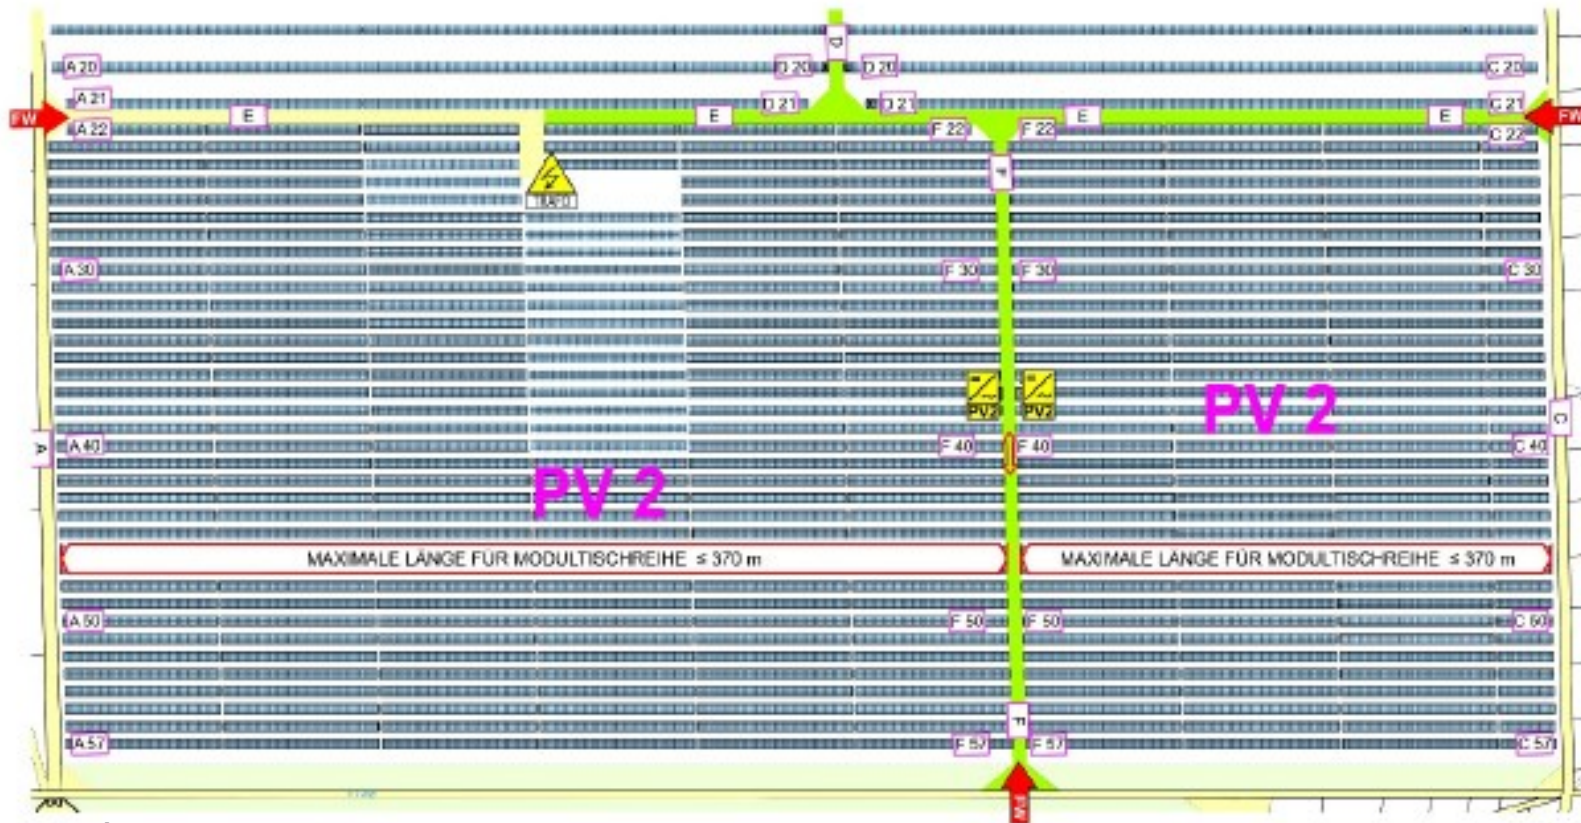 D
A 20
D 20
D 20
C 20
A 21
D 21
D 21
C 21
FW
E
E
E
E
FW
A 22
F 22
F 22
C 22
F
TRAFO
A 30
F 30
F 30
C 30
PV2
PV2
PV 2
A
A 40
F 40
F 40
C 40
C
PV 2
MAXIMALE LÄNGE FÜR MODULTISCHREIHE ≤ 370 m
MAXIMALE LÄNGE FÜR MODULTISCHREIHE ≤ 370 m
A 50
F 50
F 50
C 50
F
A 57
F 57
F 57
C 57
FW